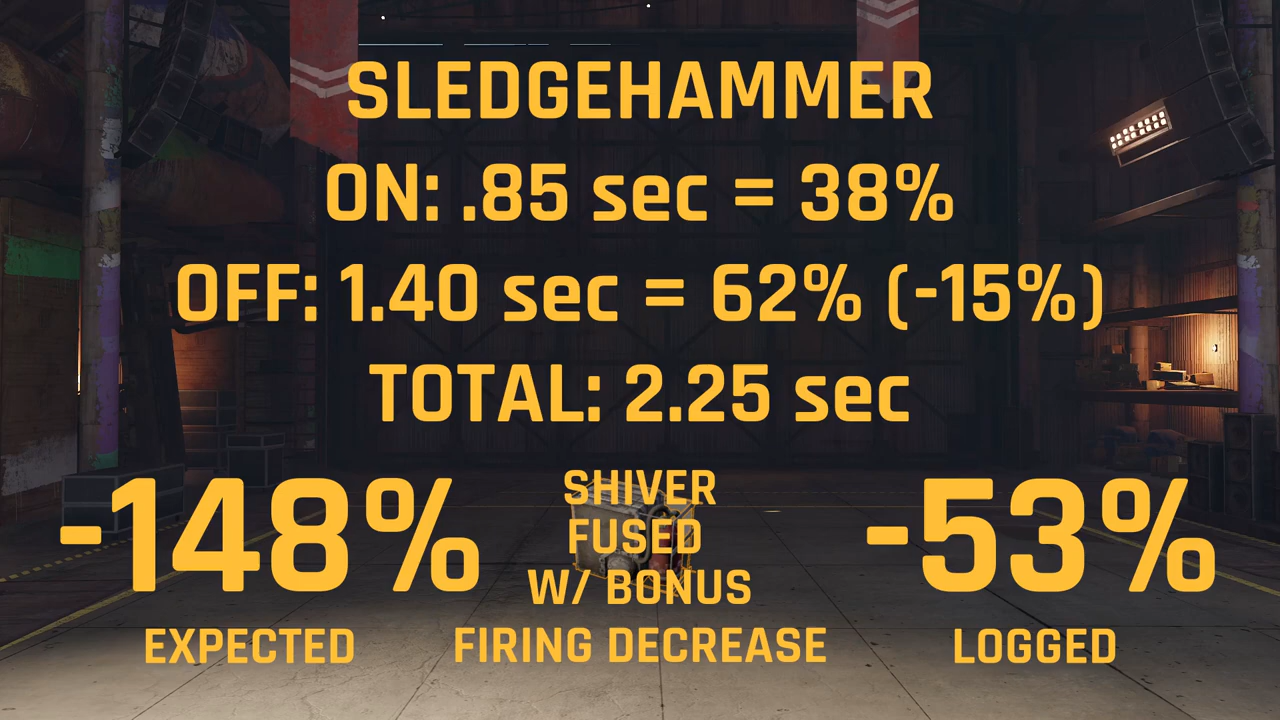 SLEDGEHAMMER
ON: .85 sec = 38%
OFF: 1.40 sec = 62% (-15%)
TOTAL: 2.25 sec
-148%
EXPECTED
SHIVER
FUSED
W/ BONUS
FIRING DECREASE
-53%
LOGGED